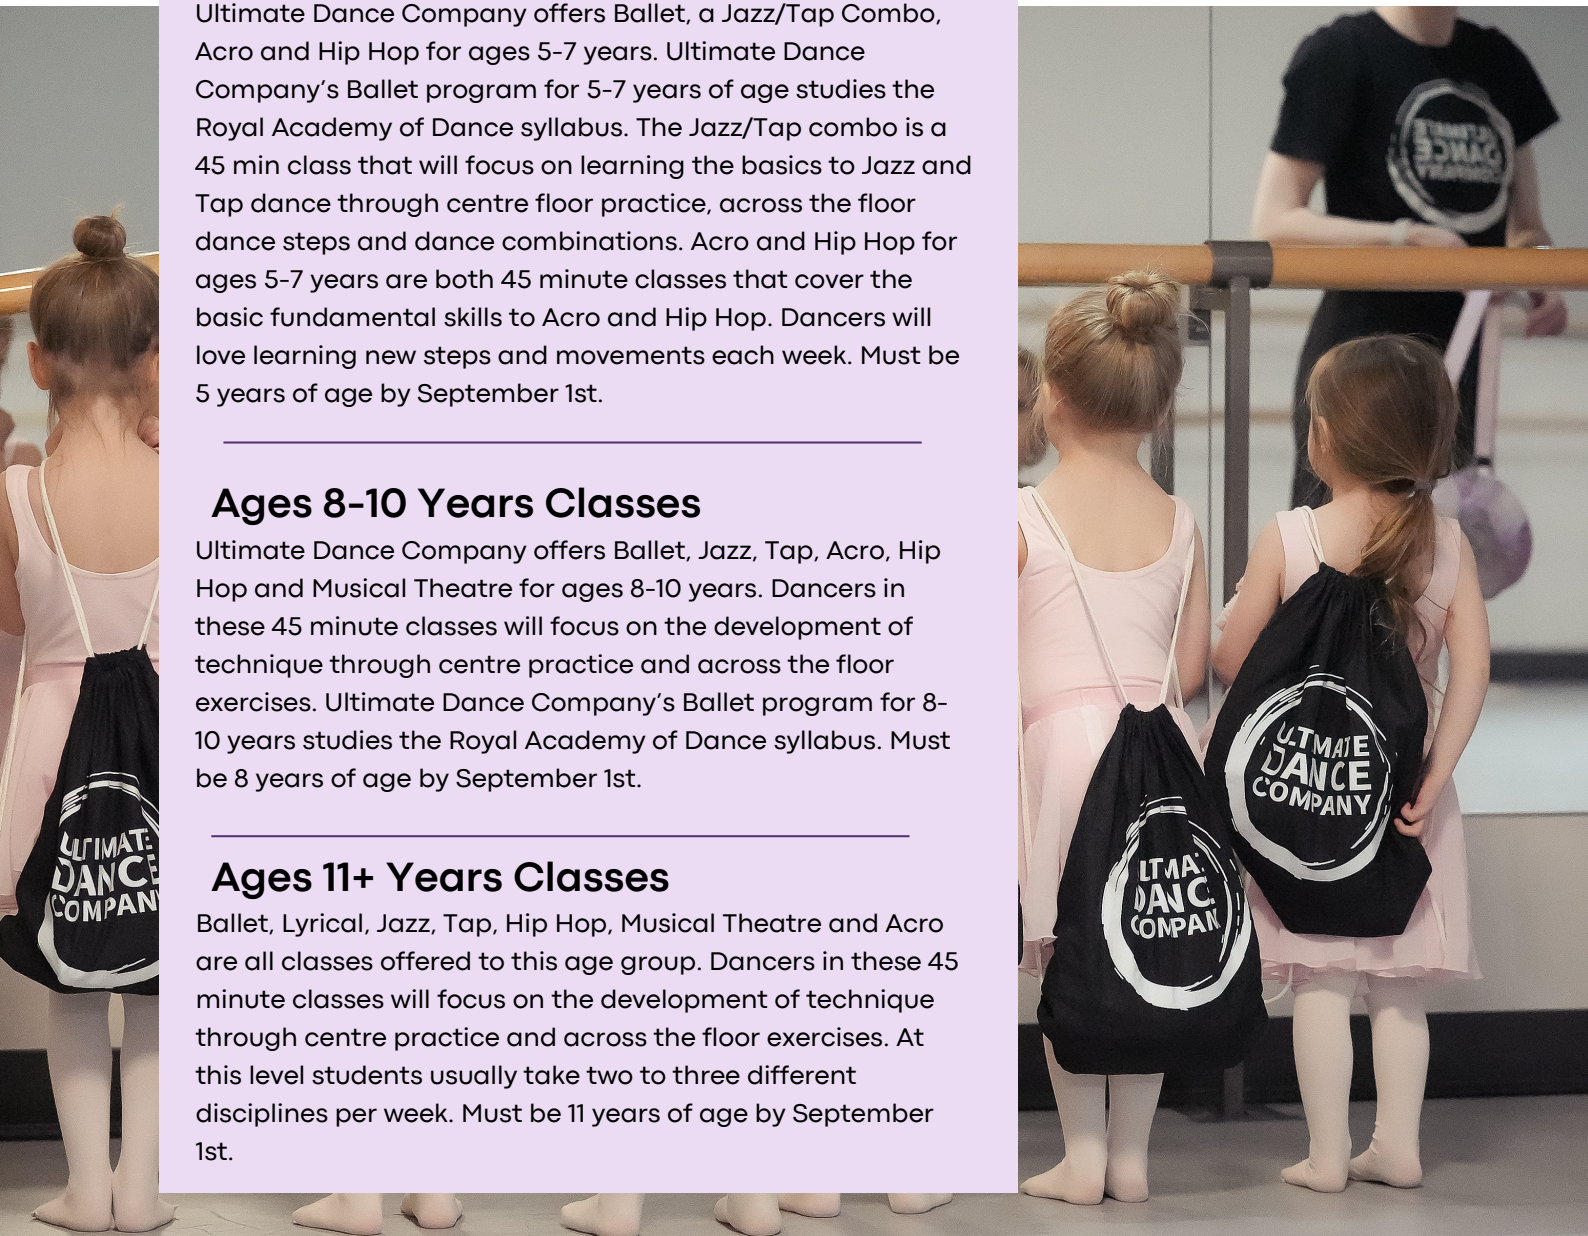 Ultimate Dance Company offers Ballet, a Jazz/Tap Combo,
Acro and Hip Hop for ages 5-7 years. Ultimate Dance
Company’s Ballet program for 5-7 years of age studies the
Royal Academy of Dance syllabus. The Jazz/Tap combo is a
45 min class that will focus on learning the basics to Jazz and
Tap dance through centre floor practice, across the floor
dance steps and dance combinations. Acro and Hip Hop for
ages 5-7 years are both 45 minute classes that cover the
basic fundamental skills to Acro and Hip Hop. Dancers will
love learning new steps and movements each week. Must be
5 years of age by September 1st.
Ages 8-10 Years Classes
Ultimate Dance Company offers Ballet, Jazz, Tap, Acro, Hip
Hop and Musical Theatre for ages 8-10 years. Dancers in
these 45 minute classes will focus on the development of
technique through centre practice and across the floor
exercises. Ultimate Dance Company’s Ballet program for 8-
10 years studies the Royal Academy of Dance syllabus. Must
be 8 years of age by September 1st.
Ages 11+ Years Classes
Ballet, Lyrical, Jazz, Tap, Hip Hop, Musical Theatre and Acro
are all classes offered to this age group. Dancers in these 45
minute classes will focus on the development of technique
through centre practice and across the floor exercises. At
this level students usually take two to three different
disciplines per week. Must be 11 years of age by September
1st.
ULTIMATE
DANCE
COMPANY
ULTIMATE
DANCE
COMPANY
ULTIMATE
DANCE
COMPAN
ULTIMATE
DANCE
COMPAN